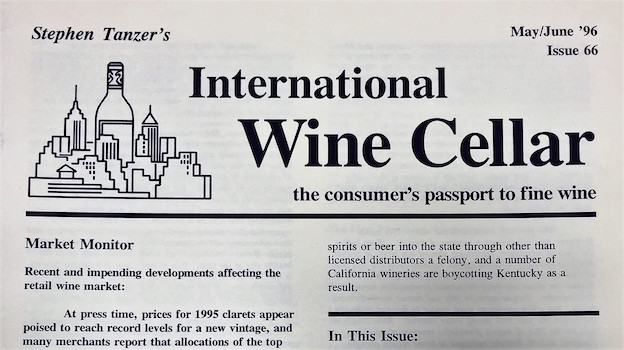 Stephen Tanzer's
May/June '96
Issue 66
International
Wine Cellar
the consumer's passport to fine wine
Market Monitor
Recent and impending developments affecting the
retail wine market:
At press time, prices for 1995 clarets appear
poised to reach record levels for a new vintage, and
many merchants report that allocations of the top
spirits or beer into the state through other than
licensed distributors a felony, and a number of
California wineries are boycotting Kentucky as a
result.
In This Issue: